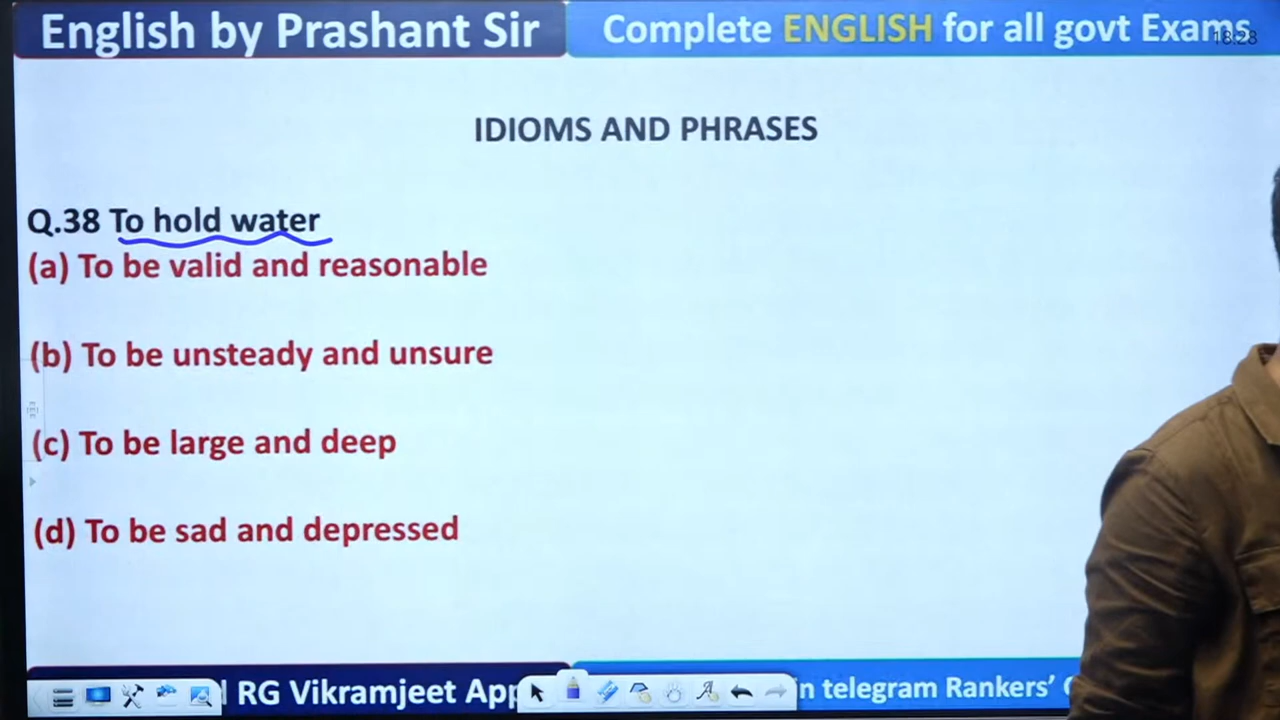 English by Prashant Sir
Complete ENGLISH for all govt Exams
18:28
IDIOMS AND PHRASES
Q.38 To hold water
(a) To be valid and reasonable
(b) To be unsteady and unsure
(c) To be large and deep
(d) To be sad and depressed
RG Vikramjeet App
telegram Rankers'